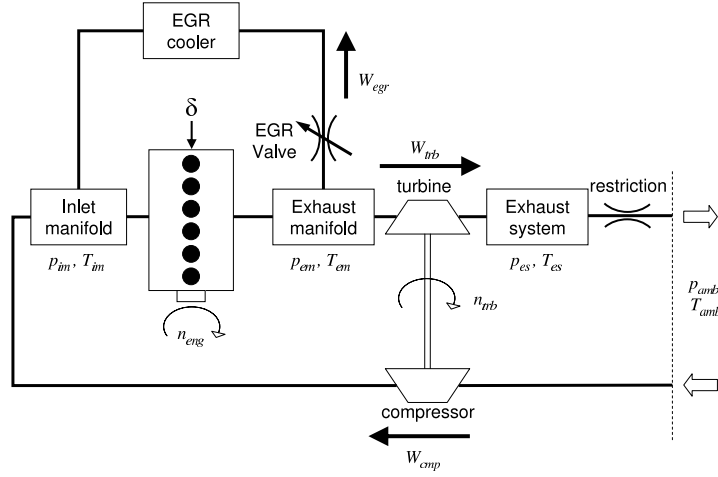 EGR
cooler
W_egr
δ
EGR
Valve
W_trb
turbine
restriction
Inlet
manifold
Exhaust
manifold
Exhaust
system
p_im, T_im
p_em, T_em
p_es, T_es
p_amb
T_amb
n_trb
n_eng
compressor
W_cmp